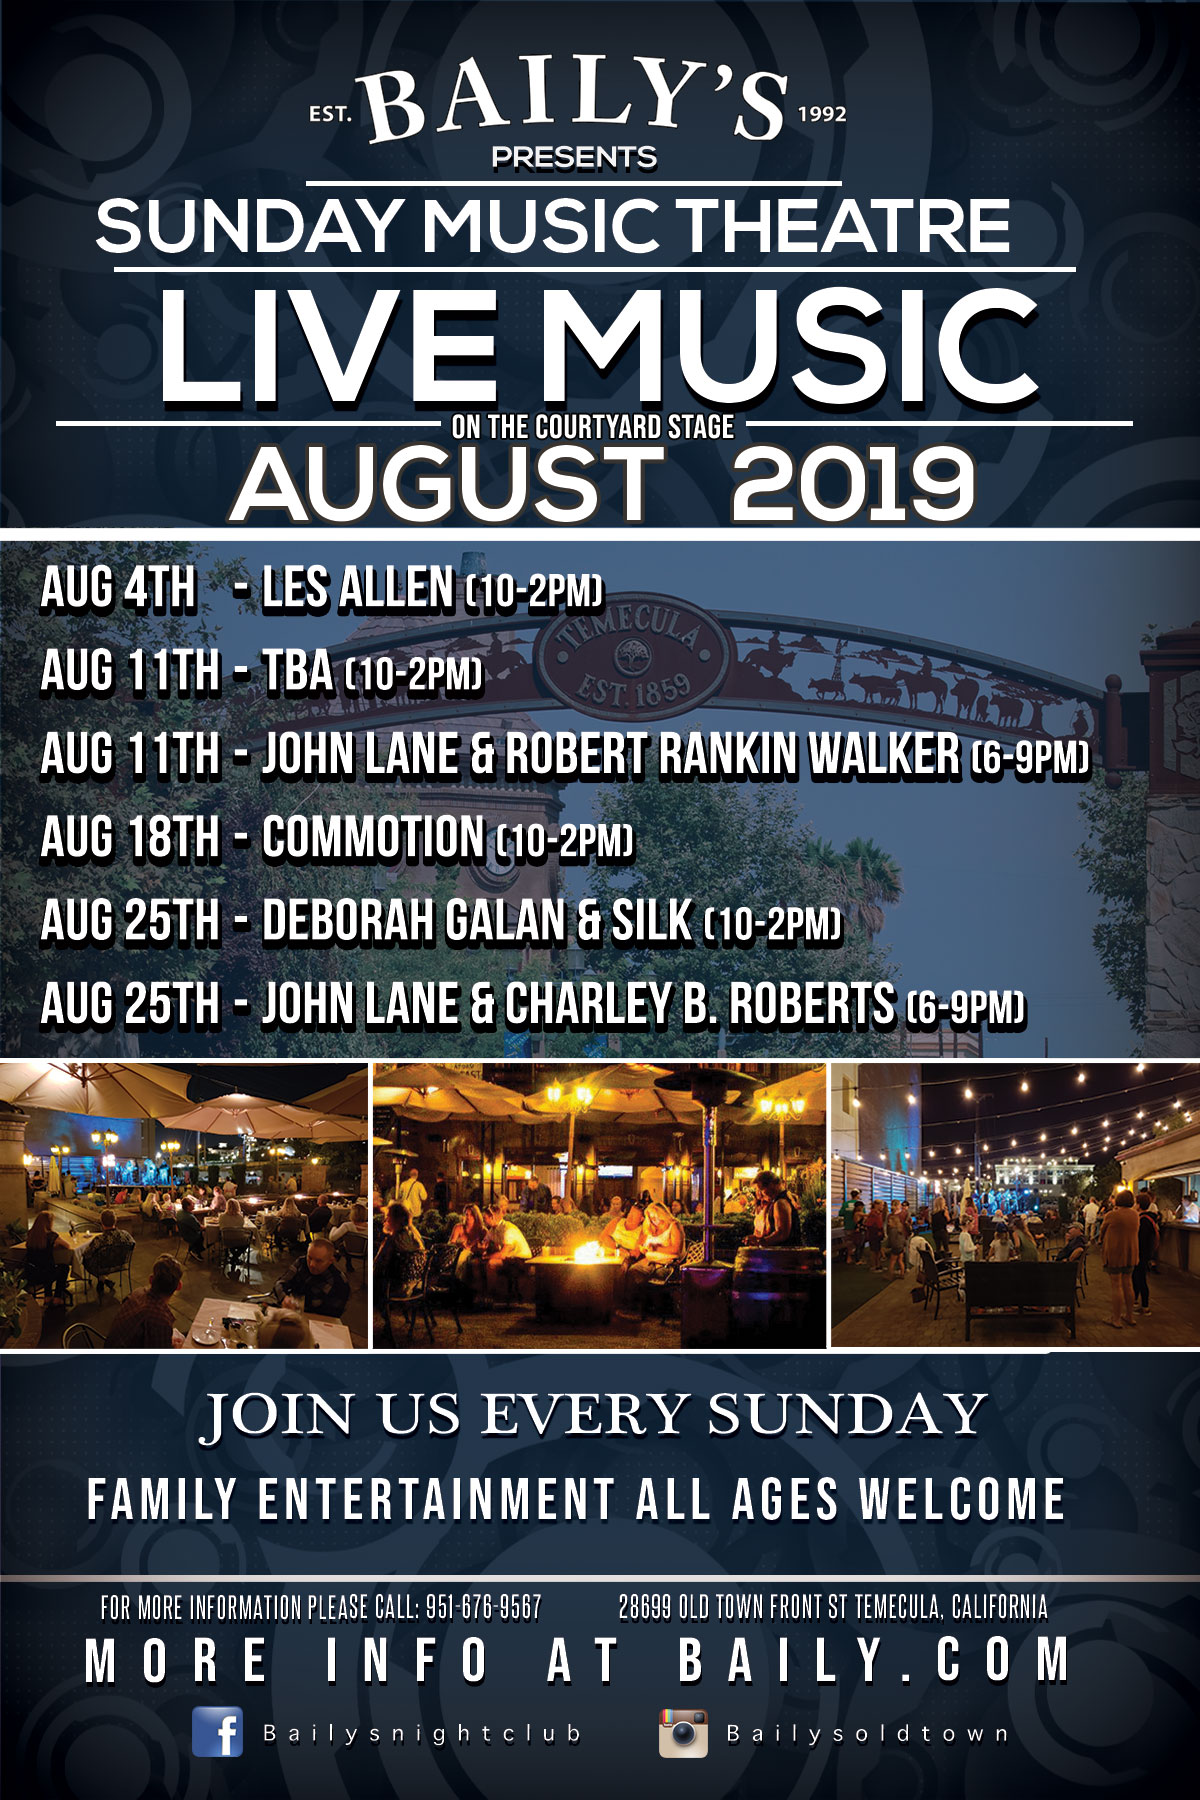 EST. BAILY'S 1992
PRESENTS
SUNDAY MUSIC THEATRE
LIVE MUSIC
ON THE COURTYARD STAGE
AUGUST 2019
AUG 4TH - LES ALLEN (10-2PM)
TEMECULA
EST. 1859
AUG 11TH - TBA (10-2PM)
AUG 11TH - JOHN LANE & ROBERT RANKIN WALKER (6-9PM)
AUG 18TH - COMMOTION (10-2PM)
AUG 25TH - DEBORAH GALAN & SILK (10-2PM)
AUG 25TH - JOHN LANE & CHARLEY B. ROBERTS (6-9PM)
JOIN US EVERY SUNDAY
FAMILY ENTERTAINMENT ALL AGES WELCOME
FOR MORE INFORMATION PLEASE CALL: 951-676-9567 28699 OLD TOWN FRONT ST TEMECULA, CALIFORNIA
MORE INFO AT BAILY.COM
f Bailysnightclub Bailysoldtown